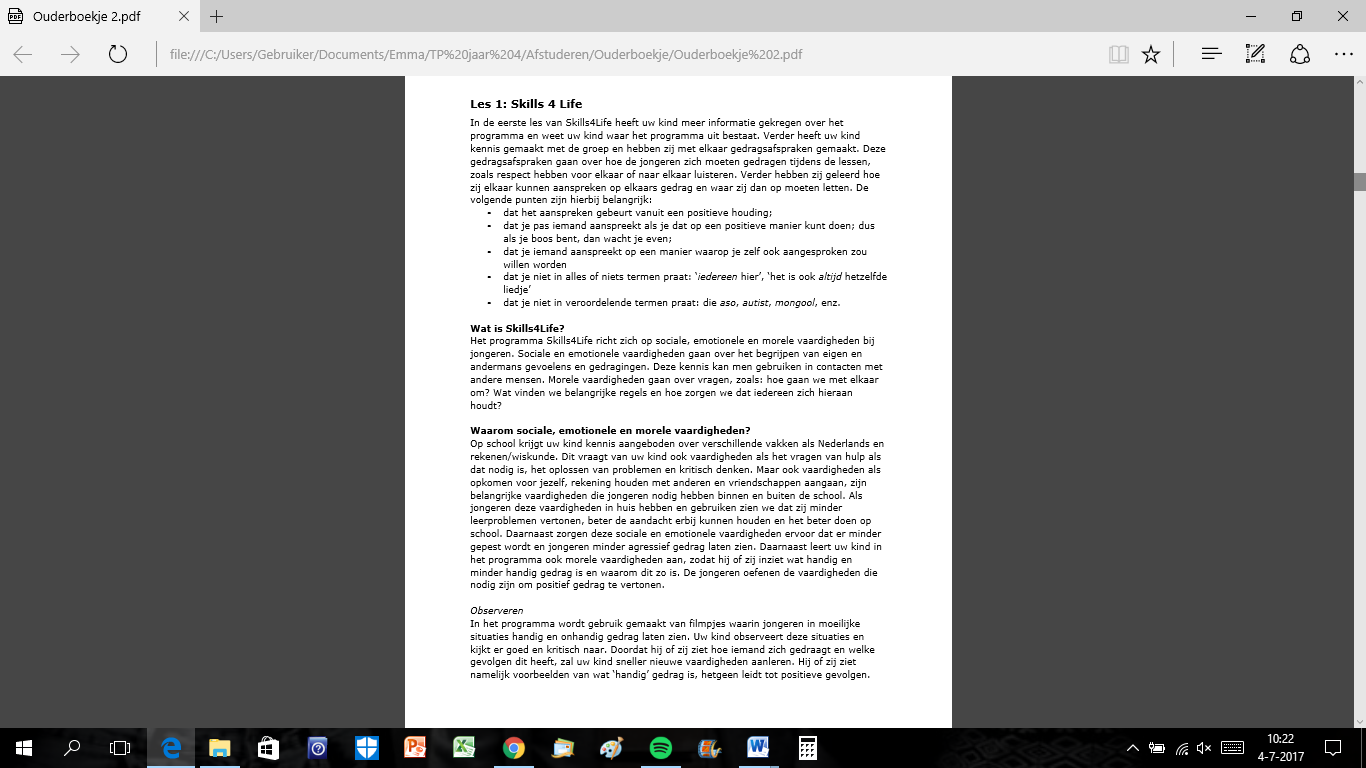 Ouderboekje 2.pdf
file:///C:/Users/Gebruiker/Documents/Emma/TP%20jaar%204/Afstuderen/Ouderboekje/Ouderboekje%202.pdf
Les 1: Skills 4 Life
In de eerste les van Skills4Life heeft uw kind meer informatie gekregen over het
programma en weet uw kind waar het programma uit bestaat. Verder heeft uw kind
kennis gemaakt met de groep en hebben zij met elkaar gedragsafspraken gemaakt. Deze
gedragsafspraken gaan over hoe de jongeren zich moeten gedragen tijdens de lessen,
zoals respect hebben voor elkaar of naar elkaar luisteren. Verder hebben zij geleerd hoe
zij elkaar kunnen aanspreken op elkaars gedrag en waar zij dan op moeten letten. De
volgende punten zijn hierbij belangrijk:
- dat het aanspreken gebeurt vanuit een positieve houding;
- dat je pas iemand aanspreekt als je dat op een positieve manier kunt doen; dus
als je boos bent, dan wacht je even;
- dat je iemand aanspreekt op een manier waarop je zelf ook aangesproken zou
willen worden
- dat je niet in alles of niets termen praat: ‘iedereen hier’, ‘het is ook altijd hetzelfde
liedje’
- dat je niet in veroordelende termen praat: die aso, autist, mongool, enz.
Wat is Skills4Life?
Het programma Skills4Life richt zich op sociale, emotionele en morele vaardigheden bij
jongeren. Sociale en emotionele vaardigheden gaan over het begrijpen van eigen en
andermans gevoelens en gedragingen. Deze kennis kan men gebruiken in contacten met
andere mensen. Morele vaardigheden gaan over vragen, zoals: hoe gaan we met elkaar
om? Wat vinden we belangrijke regels en hoe zorgen we dat iedereen zich hieraan
houdt?
Waarom sociale, emotionele en morele vaardigheden?
Op school krijgt uw kind kennis aangeboden over verschillende vakken als Nederlands en
rekenen/wiskunde. Dit vraagt van uw kind ook vaardigheden als het vragen van hulp als
dat nodig is, het oplossen van problemen en kritisch denken. Maar ook vaardigheden als
opkomen voor jezelf, rekening houden met anderen en vriendschappen aangaan, zijn
belangrijke vaardigheden die jongeren nodig hebben binnen en buiten de school. Als
jongeren deze vaardigheden in huis hebben en gebruiken zien we dat zij minder
leerproblemen vertonen, beter de aandacht erbij kunnen houden en het beter doen op
school. Daarnaast zorgen deze sociale en emotionele vaardigheden ervoor dat er minder
gepest wordt en jongeren minder agressief gedrag laten zien. Daarnaast leert uw kind in
het programma ook morele vaardigheden aan, zodat hij of zij inziet wat handig en
minder handig gedrag is en waarom dit zo is. De jongeren oefenen de vaardigheden die
nodig zijn om positief gedrag te vertonen.
Observeren
In het programma wordt gebruik gemaakt van filmpjes waarin jongeren in moeilijke
situaties handig en onhandig gedrag laten zien. Uw kind observeert deze situaties en
kijkt er goed en kritisch naar. Doordat hij of zij ziet hoe iemand zich gedraagt en welke
gevolgen dit heeft, zal uw kind sneller nieuwe vaardigheden aanleren. Hij of zij ziet
namelijk voorbeelden van wat ‘handig’ gedrag is, hetgeen leidt tot positieve gevolgen.
10:22
4-7-2017